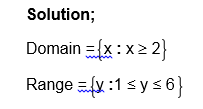 Solution;
Domain ={x : x ≥ 2}
Range ={y :1 ≤ y ≤ 6}